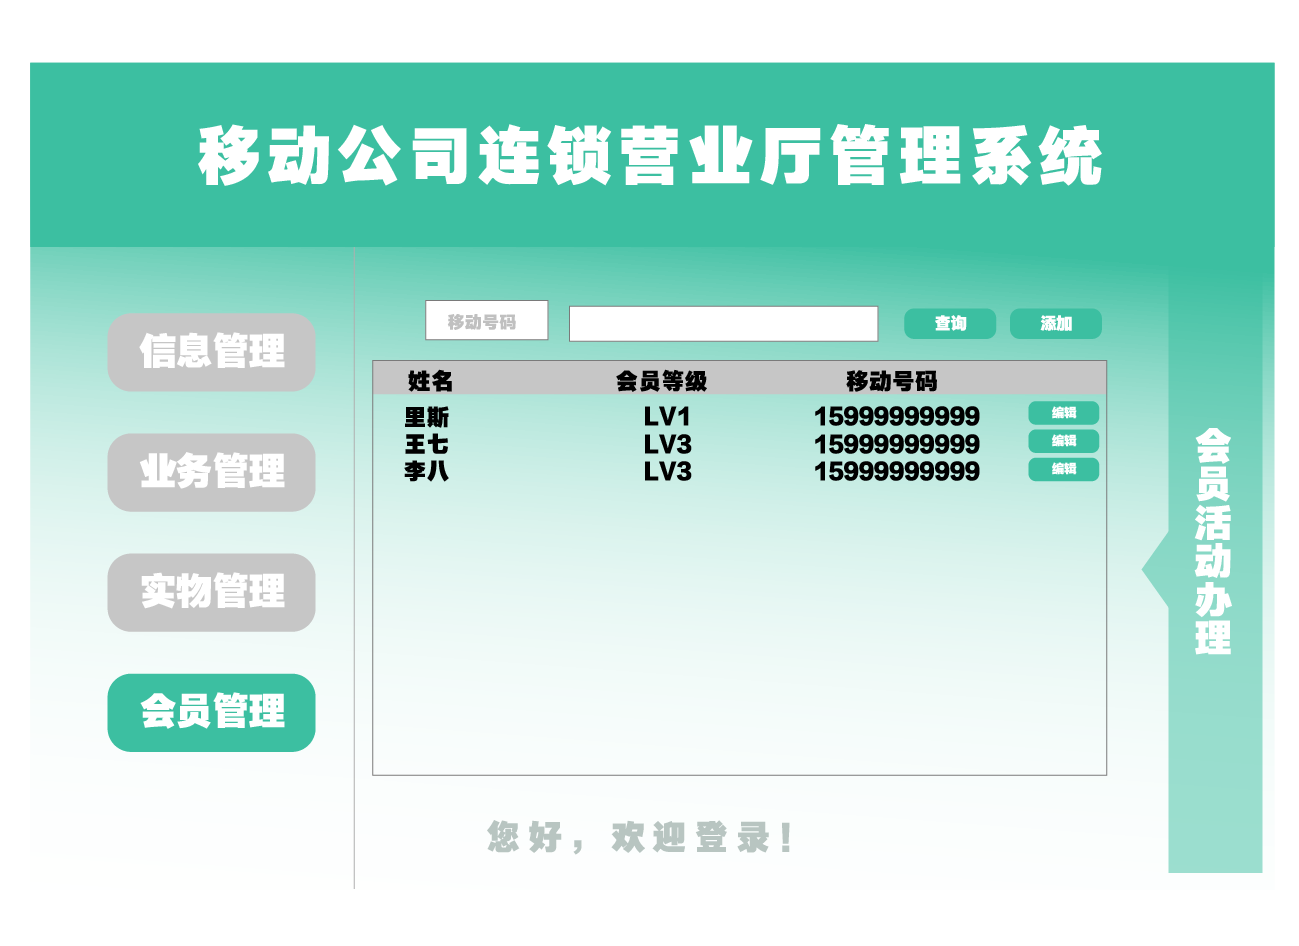 移动公司连锁营业厅管理系统
信息管理
业务管理
实物管理
会员管理
移动号码
查询
添加
姓名 会员等级 移动号码
里斯 LV1 15999999999 编辑
王七 LV3 15999999999 编辑
李八 LV3 15999999999 编辑
会员活动办理
您好，欢迎登录！